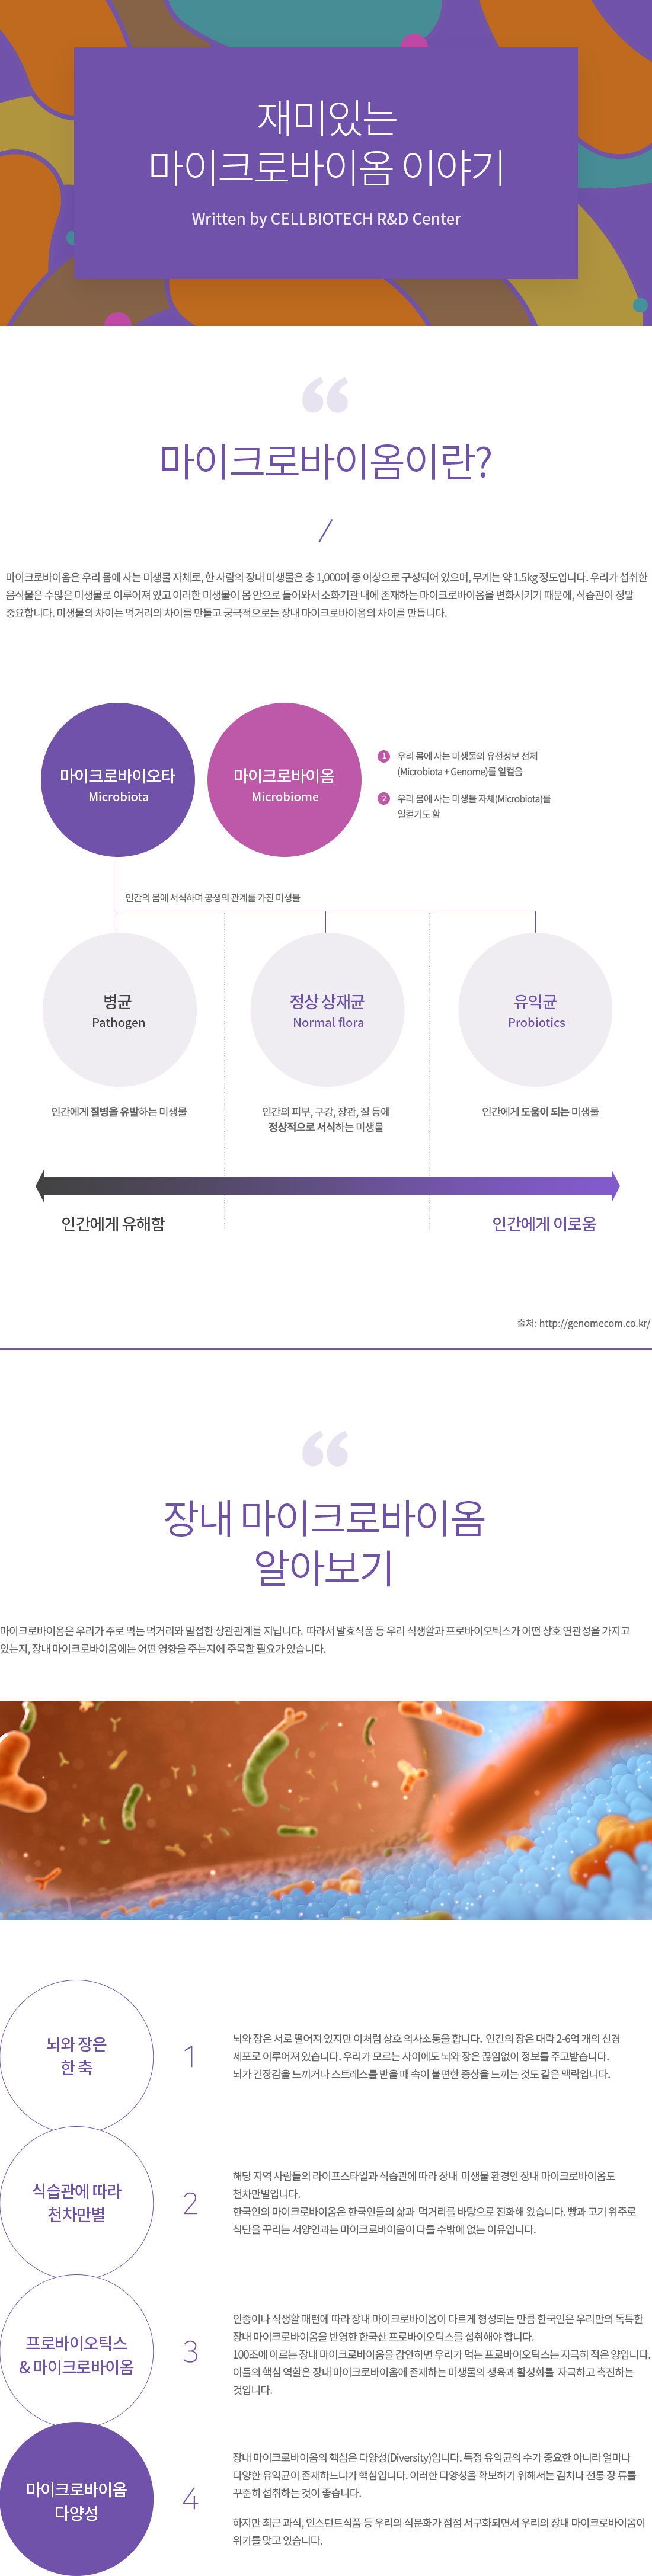 재미있는
마이크로바이옴 이야기
Written by CELLBIOTECH R&D Center
“
마이크로바이옴이란?
/
마이크로바이옴은 우리 몸에 사는 미생물 자체로, 한 사람의 장내 미생물은 총 1,000여 종 이상으로 구성되어 있으며, 무게는 약 1.5kg 정도입니다. 우리가 섭취한
음식물은 수많은 미생물로 이루어져 있고 이러한 미생물이 몸 안으로 들어와서 소화기관 내에 존재하는 마이크로바이옴을 변화시키기 때문에, 식습관이 정말
중요합니다. 미생물의 차이는 먹거리의 차이를 만들고 궁극적으로는 장내 마이크로바이옴의 차이를 만듭니다.
마이크로바이오타
Microbiota
마이크로바이옴
Microbiome
1 우리 몸에 사는 미생물의 유전정보 전체
(Microbiota + Genome)를 일컬음
2 우리 몸에 사는 미생물 자체(Microbiota)를
일컫기도 함
인간의 몸에 서식하며 공생의 관계를 가진 미생물
병균
Pathogen
정상 상재균
Normal flora
유익균
Probiotics
인간에게 질병을 유발하는 미생물
인간의 피부, 구강, 장관, 질 등에
정상적으로 서식하는 미생물
인간에게 도움이 되는 미생물
인간에게 유해함
인간에게 이로움
출처: http://genomecom.co.kr/
“
장내 마이크로바이옴
알아보기
마이크로바이옴은 우리가 주로 먹는 먹거리와 밀접한 상관관계를 지닙니다. 따라서 발효식품 등 우리 식생활과 프로바이오틱스가 어떤 상호 연관성을 가지고
있는지, 장내 마이크로바이옴에는 어떤 영향을 주는지에 주목할 필요가 있습니다.
뇌와 장은
한 축
1
뇌와 장은 서로 떨어져 있지만 이처럼 상호 의사소통을 합니다. 인간의 장은 대략 2-6억 개의 신경
세포로 이루어져 있습니다. 우리가 모르는 사이에도 뇌와 장은 끊임없이 정보를 주고받습니다.
뇌가 긴장감을 느끼거나 스트레스를 받을 때 속이 불편한 증상을 느끼는 것도 같은 맥락입니다.
식습관에 따라
천차만별
2
해당 지역 사람들의 라이프스타일과 식습관에 따라 장내 미생물 환경인 장내 마이크로바이옴도
천차만별입니다.
한국인의 마이크로바이옴은 한국인들의 삶과 먹거리를 바탕으로 진화해 왔습니다. 빵과 고기 위주로
식단을 꾸리는 서양인과는 마이크로바이옴이 다를 수밖에 없는 이유입니다.
프로바이오틱스
& 마이크로바이옴
3
인종이나 식생활 패턴에 따라 장내 마이크로바이옴이 다르게 형성되는 만큼 한국인은 우리만의 독특한
장내 마이크로바이옴을 반영한 한국산 프로바이오틱스를 섭취해야 합니다.
100조에 이르는 장내 마이크로바이옴을 감안하면 우리가 먹는 프로바이오틱스는 지극히 적은 양입니다.
이들의 핵심 역할은 장내 마이크로바이옴에 존재하는 미생물의 생육과 활성화를 자극하고 촉진하는
것입니다.
마이크로바이옴
다양성
4
장내 마이크로바이옴의 핵심은 다양성(Diversity)입니다. 특정 유익균의 수가 중요한 아니라 얼마나
다양한 유익균이 존재하느냐가 핵심입니다. 이러한 다양성을 확보하기 위해서는 김치나 전통 장 류를
꾸준히 섭취하는 것이 좋습니다.
하지만 최근 과식, 인스턴트식품 등 우리의 식문화가 점점 서구화되면서 우리의 장내 마이크로바이옴이
위기를 맞고 있습니다.